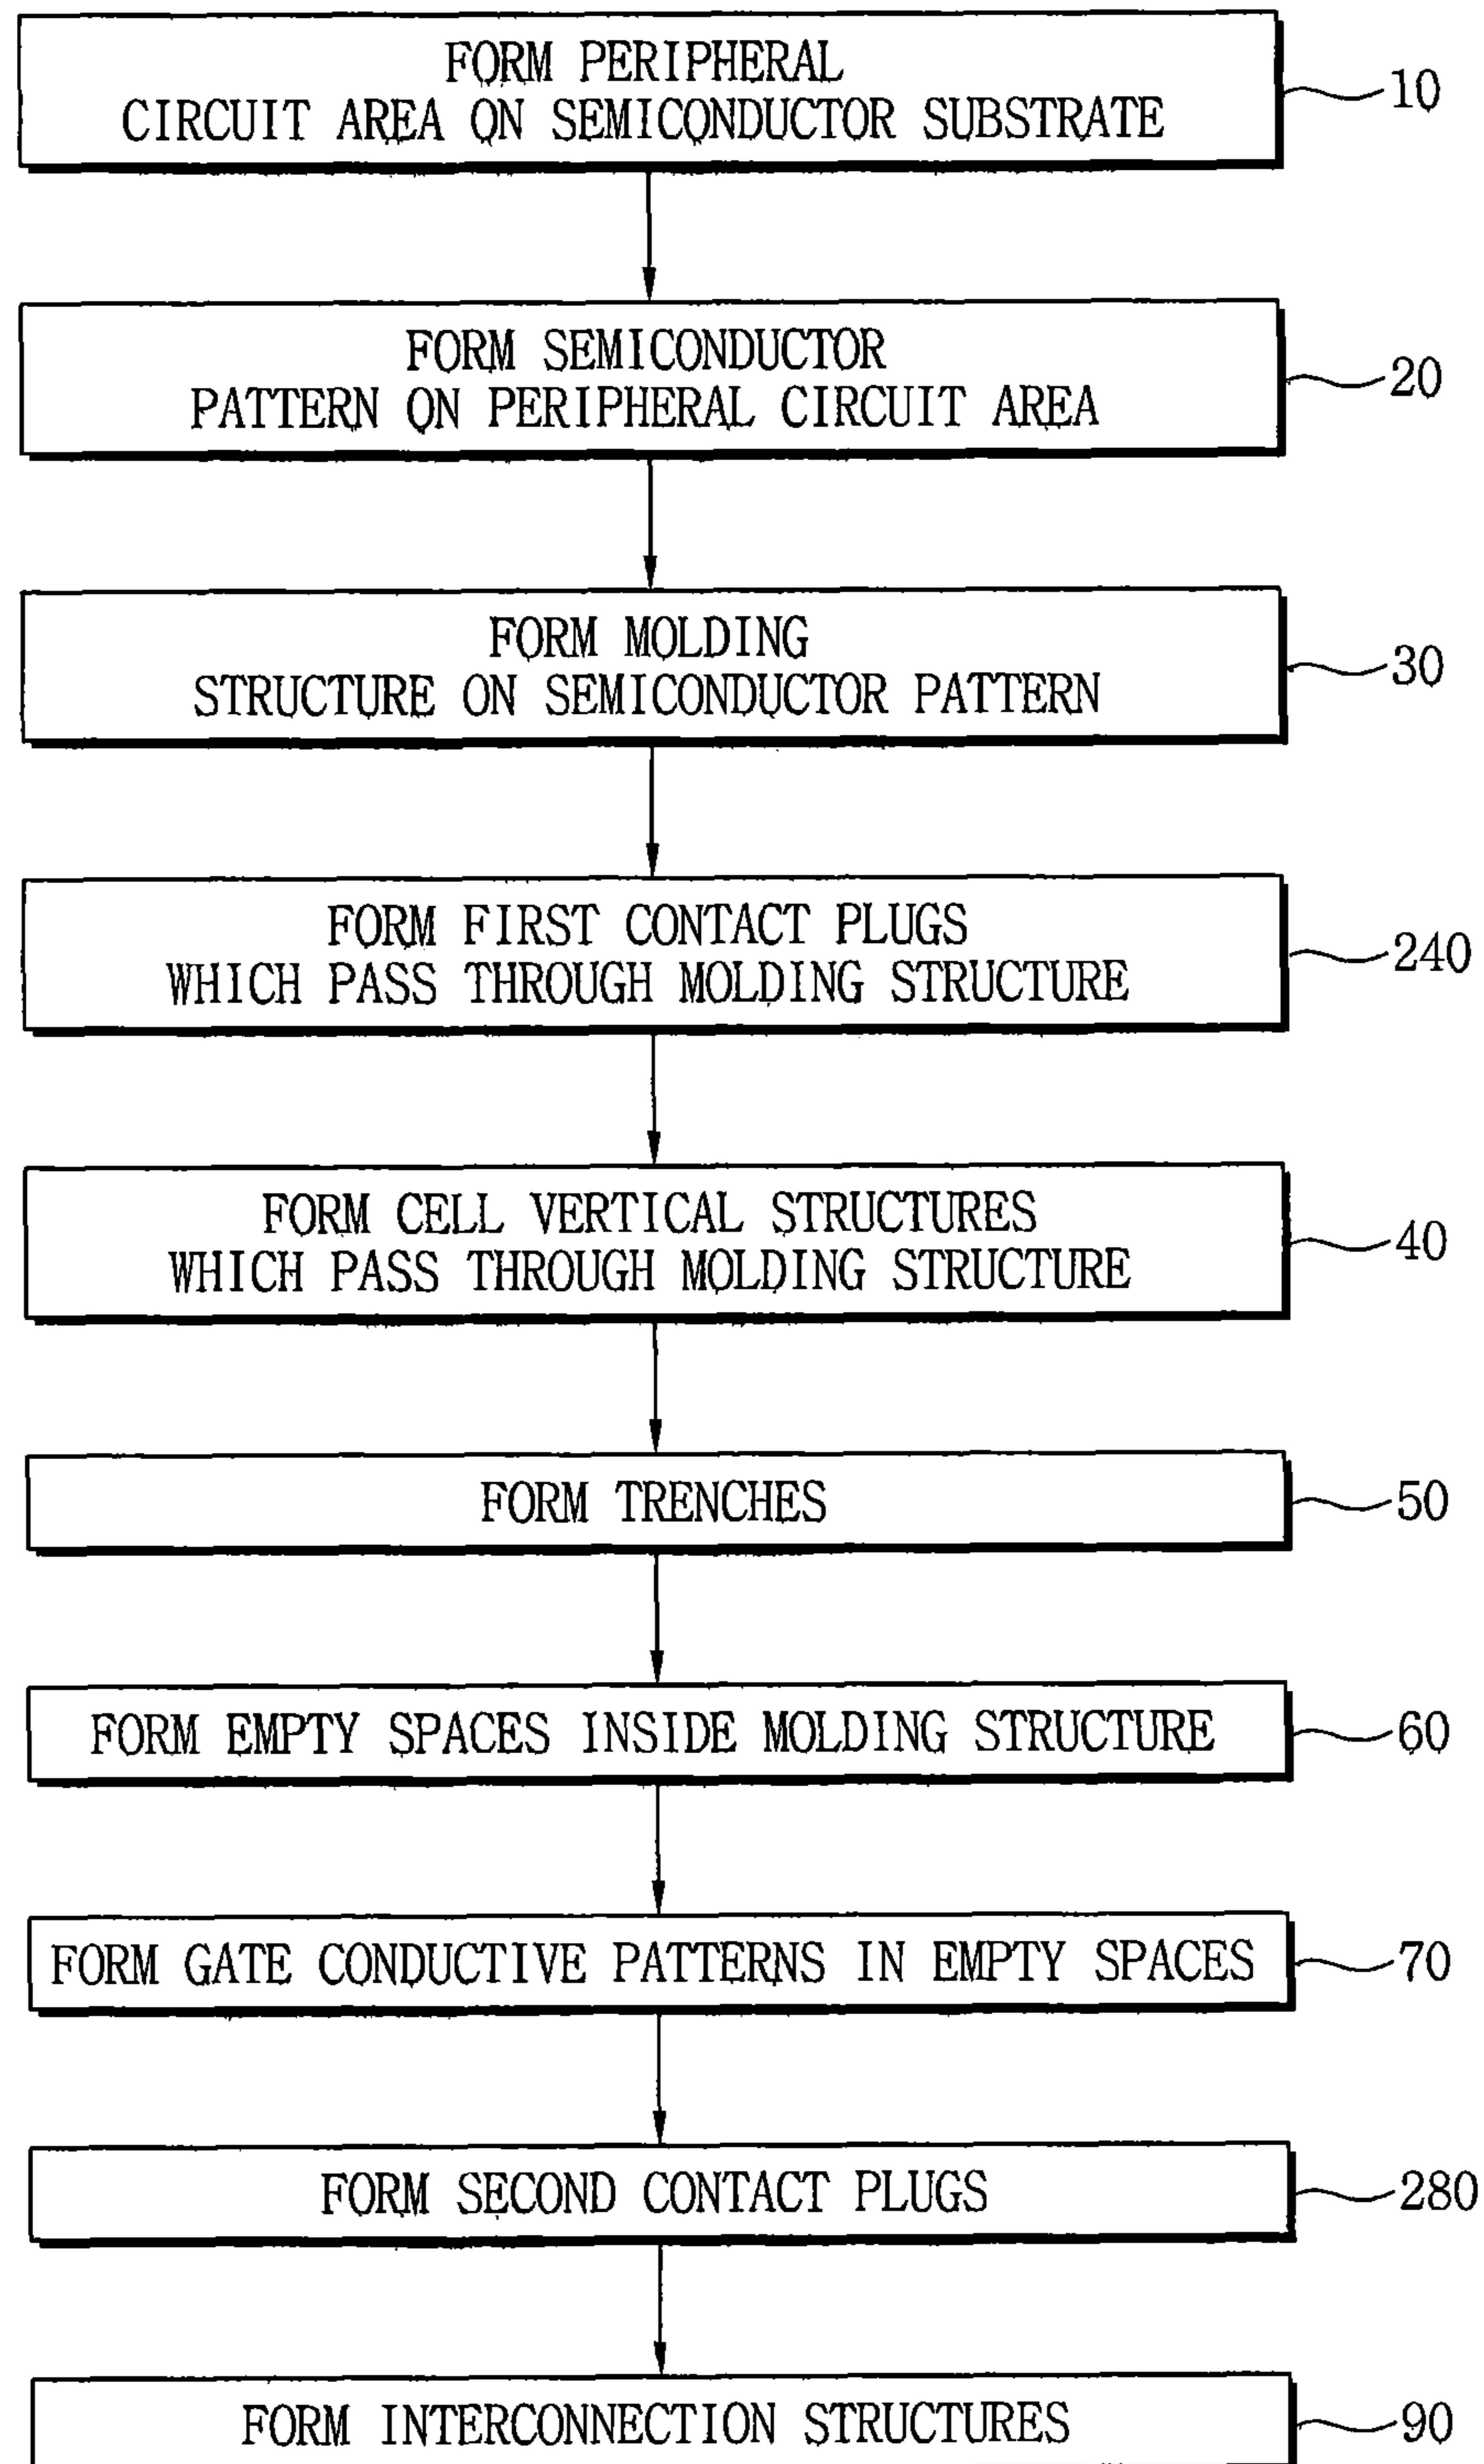 FORM PERIPHERAL
CIRCUIT AREA ON SEMICONDUCTOR SUBSTRATE
10
FORM SEMICONDUCTOR
PATTERN ON PERIPHERAL CIRCUIT AREA
20
FORM MOLDING
STRUCTURE ON SEMICONDUCTOR PATTERN
30
FORM FIRST CONTACT PLUGS
WHICH PASS THROUGH MOLDING STRUCTURE
240
FORM CELL VERTICAL STRUCTURES
WHICH PASS THROUGH MOLDING STRUCTURE
40
FORM TRENCHES
50
FORM EMPTY SPACES INSIDE MOLDING STRUCTURE
60
FORM GATE CONDUCTIVE PATTERNS IN EMPTY SPACES
70
FORM SECOND CONTACT PLUGS
280
FORM INTERCONNECTION STRUCTURES
90